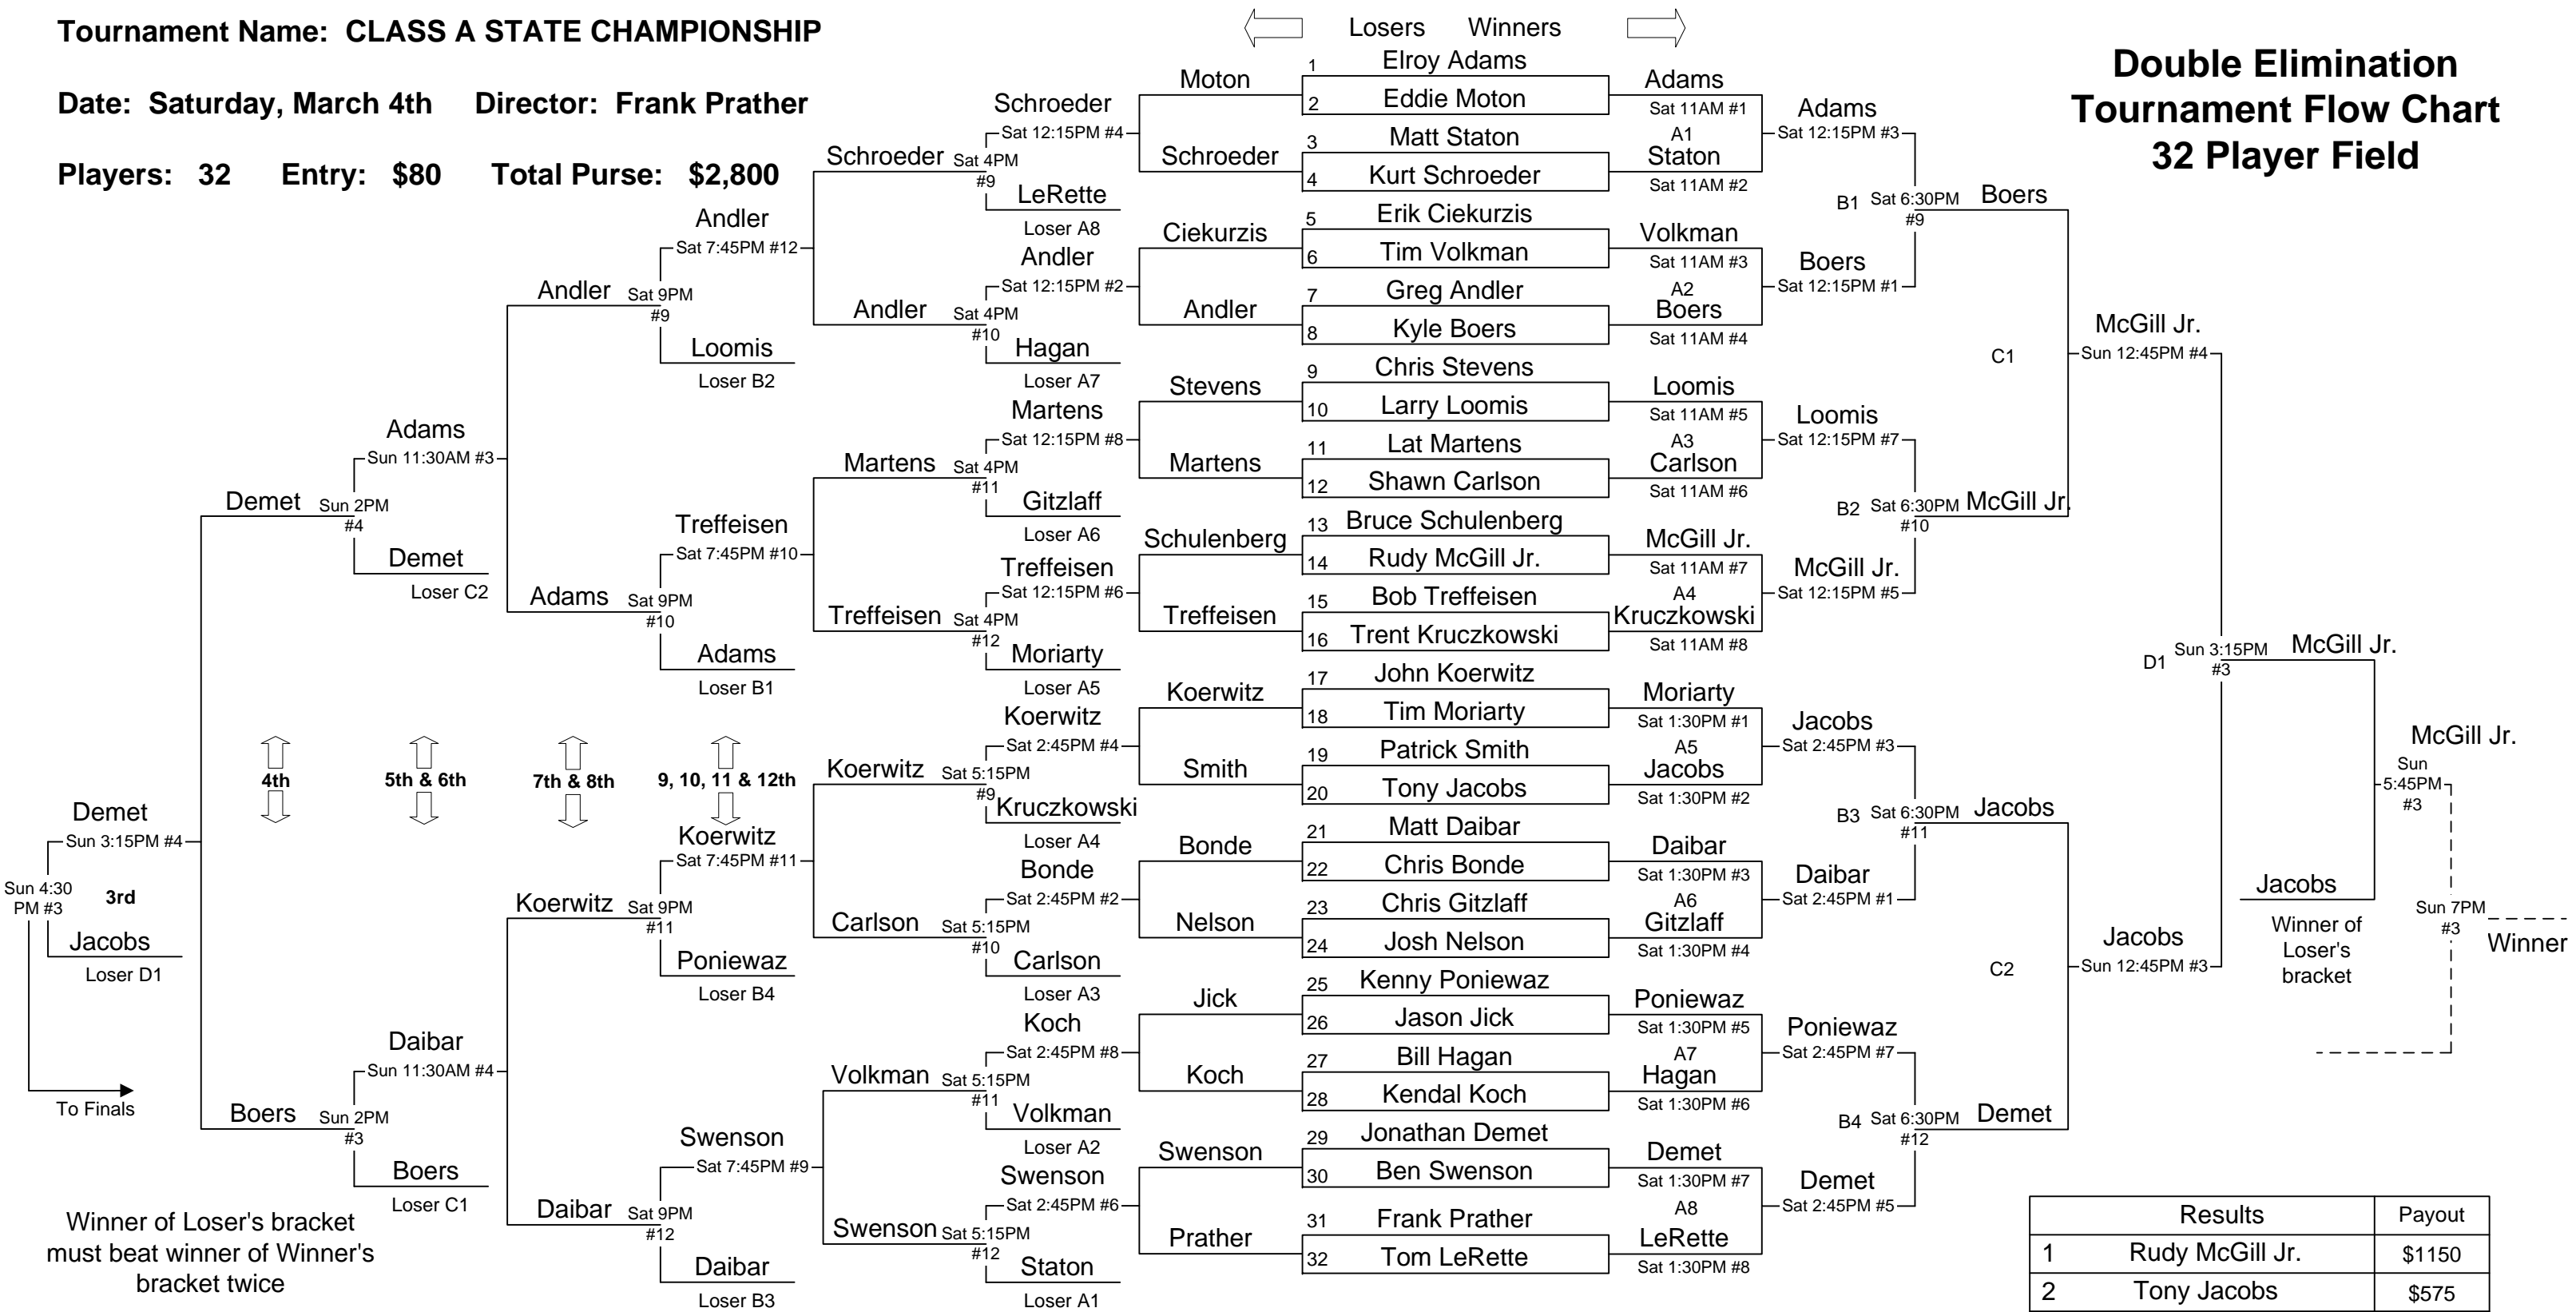 Tournament Name: CLASS A STATE CHAMPIONSHIP
Date: Saturday, March 4th Director: Frank Prather
Players: 32 Entry: $80 Total Purse: $2,800
Losers Winners
Double Elimination
Tournament Flow Chart
32 Player Field
1 Elroy Adams
2 Eddie Moton
3 Matt Staton
4 Kurt Schroeder
5 Erik Ciekurzis
6 Tim Volkman
7 Greg Andler
8 Kyle Boers
9 Chris Stevens
10 Larry Loomis
11 Lat Martens
12 Shawn Carlson
13 Bruce Schulenberg
14 Rudy McGill Jr.
15 Bob Treffeisen
16 Trent Kruczkowski
17 John Koerwitz
18 Tim Moriarty
19 Patrick Smith
20 Tony Jacobs
21 Matt Daibar
22 Chris Bonde
23 Chris Gitzlaff
24 Josh Nelson
25 Kenny Poniewaz
26 Jason Jick
27 Bill Hagan
28 Kendal Koch
29 Jonathan Demet
30 Ben Swenson
31 Frank Prather
32 Tom LeRette
Adams
Sat 11AM #1
A1
Staton
Sat 11AM #2
Volkman
Sat 11AM #3
A2
Boers
Sat 11AM #4
Loomis
Sat 11AM #5
A3
Carlson
Sat 11AM #6
McGill Jr.
Sat 11AM #7
A4
Kruczkowski
Sat 11AM #8
Moriarty
Sat 1:30PM #1
A5
Jacobs
Sat 1:30PM #2
Daibar
Sat 1:30PM #3
A6
Gitzlaff
Sat 1:30PM #4
Poniewaz
Sat 1:30PM #5
A7
Hagan
Sat 1:30PM #6
Demet
Sat 1:30PM #7
A8
LeRette
Sat 1:30PM #8
Adams
Sat 12:15PM #3
Boers
Sat 12:15PM #1
Loomis
Sat 12:15PM #7
McGill Jr.
Sat 12:15PM #5
Jacobs
Sat 2:45PM #3
Daibar
Sat 2:45PM #1
Poniewaz
Sat 2:45PM #7
Demet
Sat 2:45PM #5
B1 Sat 6:30PM
#9
Boers
B2 Sat 6:30PM
#10
McGill Jr.
B3 Sat 6:30PM
#11
Jacobs
B4 Sat 6:30PM
#12
Demet
C1
McGill Jr.
Sun 12:45PM #4
C2
Jacobs
Sun 12:45PM #3
D1 Sun 3:15PM
#3
McGill Jr.
Jacobs
Winner of
Loser's
bracket
McGill Jr.
Sun
5:45PM
#3
Sun 7PM
#3
Winner
Moton
Schroeder
Ciekurzis
Andler
Stevens
Martens
Schulenberg
Treffeisen
Koerwitz
Smith
Bonde
Nelson
Jick
Koch
Swenson
Prather
Schroeder
Sat 12:15PM #4
LeRette
Loser A8
Andler
Sat 12:15PM #2
Hagan
Loser A7
Martens
Sat 12:15PM #8
Gitzlaff
Loser A6
Treffeisen
Sat 12:15PM #6
Moriarty
Loser A5
Koerwitz
Sat 2:45PM #4
Kruczkowski
Loser A4
Bonde
Sat 2:45PM #2
Carlson
Loser A3
Koch
Sat 2:45PM #8
Volkman
Loser A2
Swenson
Sat 2:45PM #6
Staton
Loser A1
Schroeder Sat 4PM
#9
Andler Sat 4PM
#10
Martens Sat 4PM
#11
Treffeisen Sat 4PM
#12
Koerwitz Sat 5:15PM
#9
Carlson Sat 5:15PM
#10
Volkman Sat 5:15PM
#11
Swenson Sat 5:15PM
#12
Andler
Sat 7:45PM #12
Loomis
Loser B2
Treffeisen
Sat 7:45PM #10
Adams
Loser B1
Koerwitz
Sat 7:45PM #11
Poniewaz
Loser B4
Swenson
Sat 7:45PM #9
Daibar
Loser B3
Andler Sat 9PM
#9
Adams Sat 9PM
#10
Koerwitz Sat 9PM
#11
Daibar Sat 9PM
#12
Adams
Sun 11:30AM #3
Demet
Loser C2
Daibar
Sun 11:30AM #4
Boers
Loser C1
Demet Sun 2PM
#4
Boers Sun 2PM
#3
4th 5th & 6th 7th & 8th 9, 10, 11 & 12th
Demet
Sun 3:15PM #4
Sun 4:30
PM #3
3rd
Jacobs
Loser D1
To Finals
Winner of Loser's bracket
must beat winner of Winner's
bracket twice
Results Payout
1 Rudy McGill Jr. $1150
2 Tony Jacobs $575